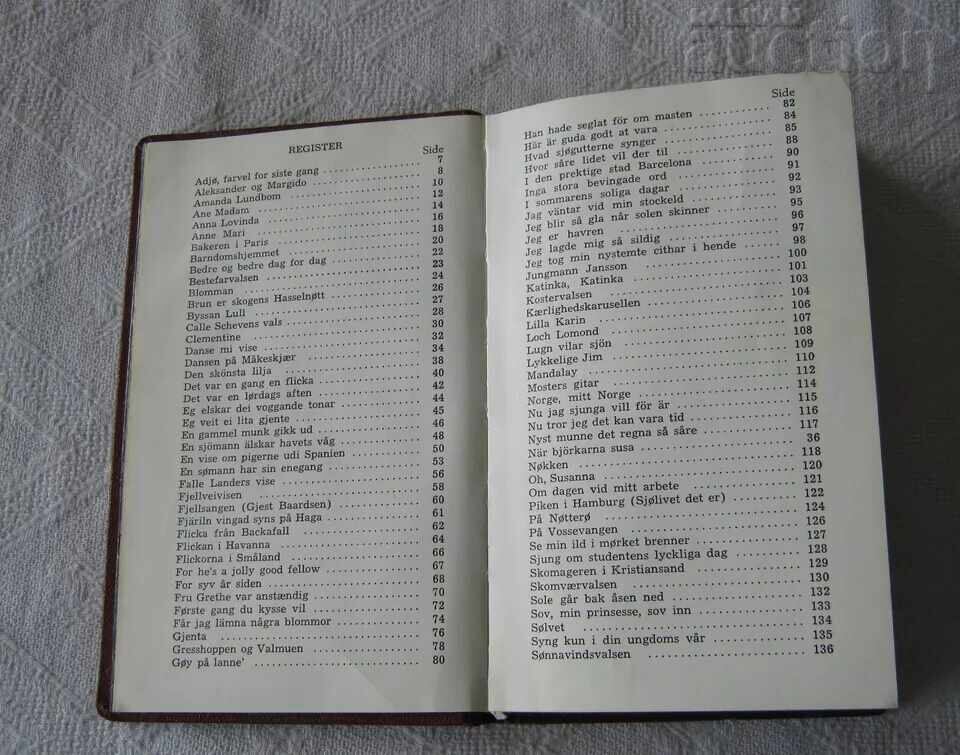 REGISTER
Side
Adjø, farvel for siste gang 7
Aleksander og Margido 8
Amanda Lundbom 10
Ane Madam 12
Anna Lovinda 14
Anne Mari 16
Bakeren i Paris 18
Barndomshjemmet 20
Bedre og bedre dag for dag 22
Bestefarvalsen 23
Blomman 24
Brun er skogens Hasselnøtt 26
Byssan Lull 27
Calle Schevens vals 28
Clementine 30
Danse mi vise 32
Dansen på Måkeskjær 34
Den skönsta lilja 38
Det var en gang en flicka 40
Det var en lørdags aften 42
Eg elskar dei voggande tonar 44
Eg veit ei lita gjente 45
En gammel munk gikk ud 46
En sjömann älskar havets våg 48
En vise om pigerne udi Spanien 50
En sømann har sin enegang 53
Falle Landers vise 56
Fjellveivisen 58
Fjellsangen (Gjest Baardsen) 60
Fjäriln vingad syns på Haga 61
Flicka från Backafall 62
Flickan i Havanna 64
Flickorna i Småland 66
For he's a jolly good fellow 67
For syv år siden 68
Fru Grethe var anstændig 70
Første gang du kysse vil 72
Får jag lämna några blommor 74
Gjenta 76
Gresshoppen og Valmuen 78
Gøy på lanne' 80
auction
Side
Han hade seglat för om masten 82
Här är guda godt at vara 84
Hvad sjøgutterne synger 85
Hvor såre lidet vil der til 88
I den prektige stad Barcelona 90
Inga stora bevingade ord 91
I sommarens soliga dagar 92
Jag väntar vid min stockeld 93
Jeg blir så gla når solen skinner 95
Jeg er havren 96
Jeg lagde mig så sildig 97
Jeg tog min nystemte cithar i hende 98
Jungmann Jansson 100
Katinka, Katinka 101
Kostervalsen 103
Kærlighedskarusellen 104
Lilla Karin 106
Loch Lomond 107
Lugn vilar sjön 108
Lykkelige Jim 109
Mandalay 110
Mosters gitar 112
Norge, mitt Norge 114
Nu jag sjunga vill för är 115
Nu tror jeg det kan vara tid 116
Nyst munne det regna så såre 117
När björkarna susa 36
Nøkken 118
Oh, Susanna 120
Om dagen vid mitt arbete 121
Piken i Hamburg (Sjølivet det er) 122
På Nøtterø 124
På Vossevangen 126
Se min ild i mørket brenner 127
Sjung om studentens lyckliga dag 128
Skomageren i Kristiansand 129
Skomværvalsen 130
Sole går bak åsen ned 132
Sov, min prinsesse, sov inn 133
Sølvet 134
Syng kun i din ungdoms vår 135
Sønnavindsvalsen 136